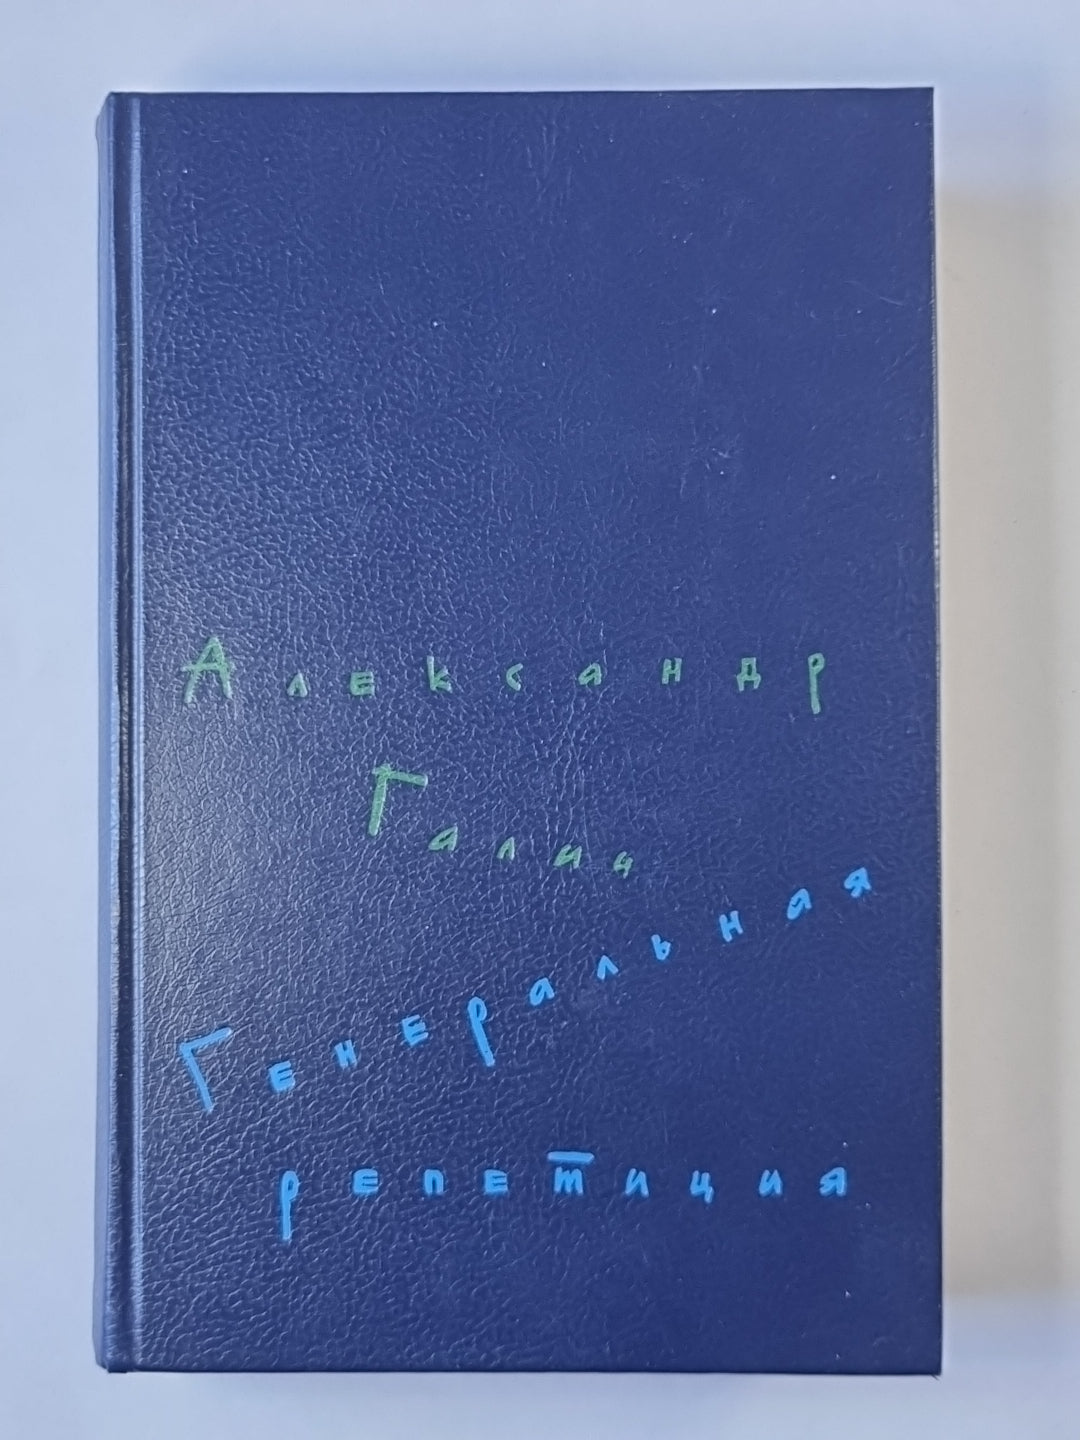 Александр
Галич
Генеральная
репетиция